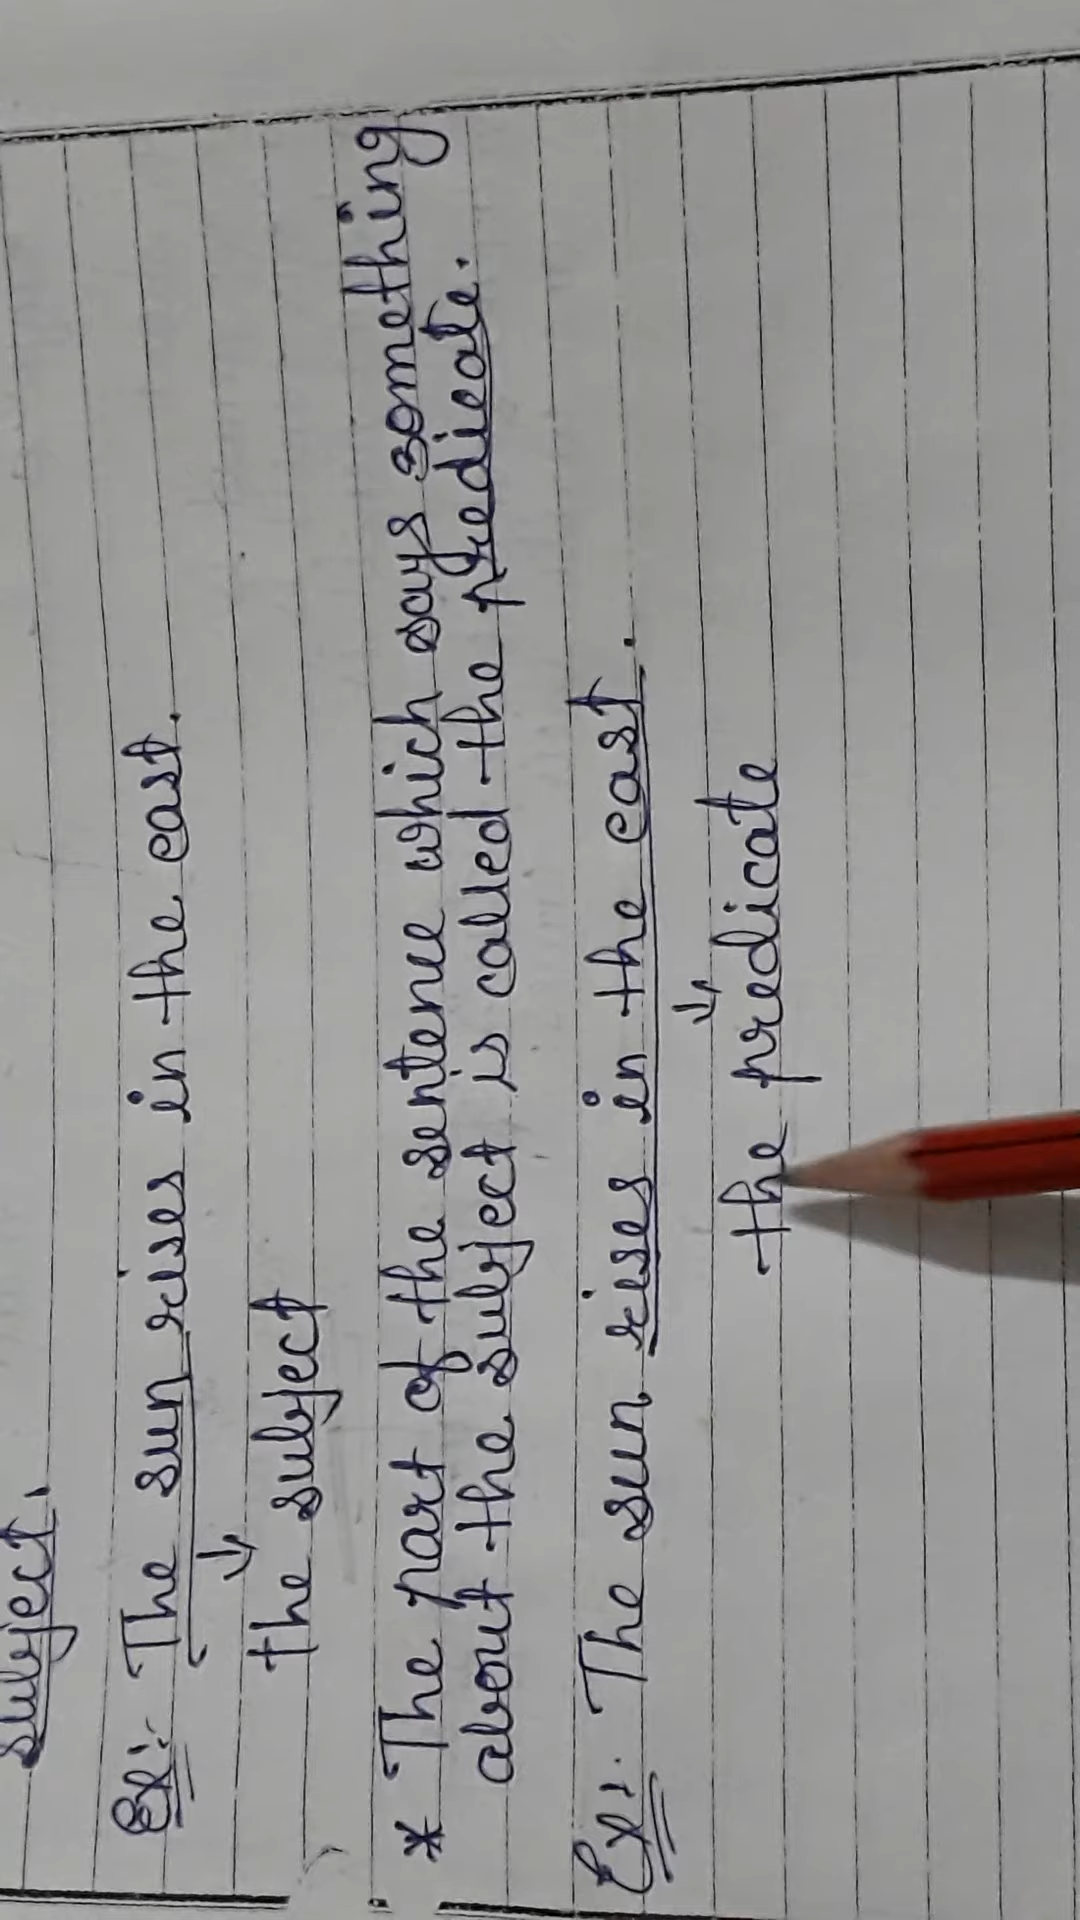 subject.
Ex:- The sun rises in the east.
↓
the subject
* The part of the sentence which says something
about the subject is called the predicate.
Ex:. The sun rises in the east.
↓
the predicate